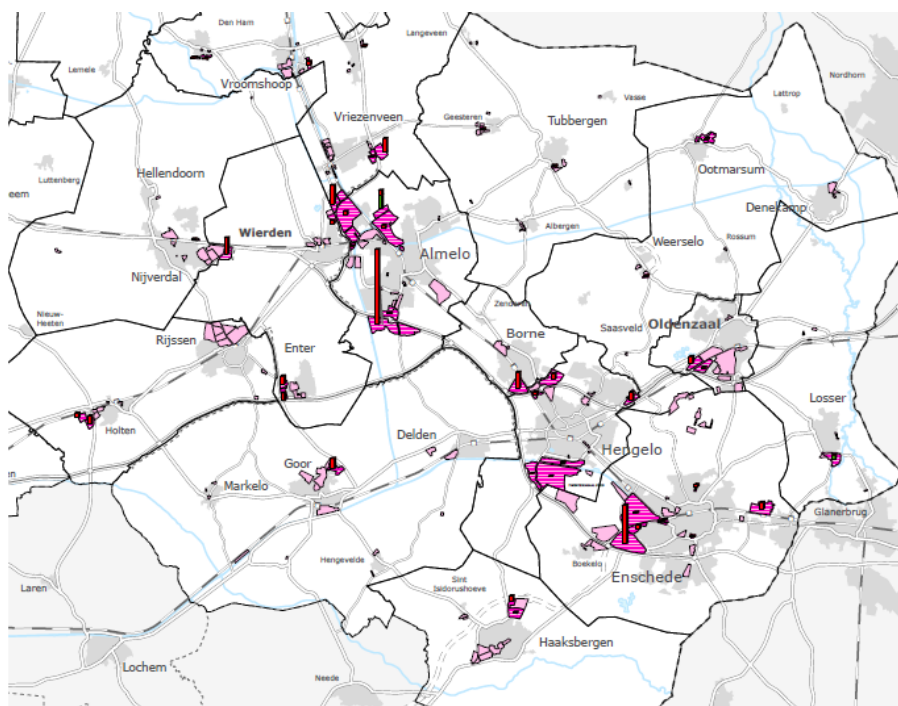 Den Ham
Langeveen
Lemele
Vroomshoop
Nordhorn
Lattrop
Vasse
Vriezenveen
Geesteren
Tubbergen
Ootmarsum
Hellendoorn
Luttenberg
Denekamp
Albergen
Wierden
Weerselo
Rossum
Almelo
Nijverdal
Zenderen
Nieuw-
Heeten
Saasveld
Oldenzaal
Borne
Rijssen
Enter
Losser
Holten
Delden
Hengelo
Goor
Markelo
Glanerbrug
Hengevelde
Boekelo
Enschede
Sint
Isidorushoeve
Laren
Haaksbergen
Lochem
Neede